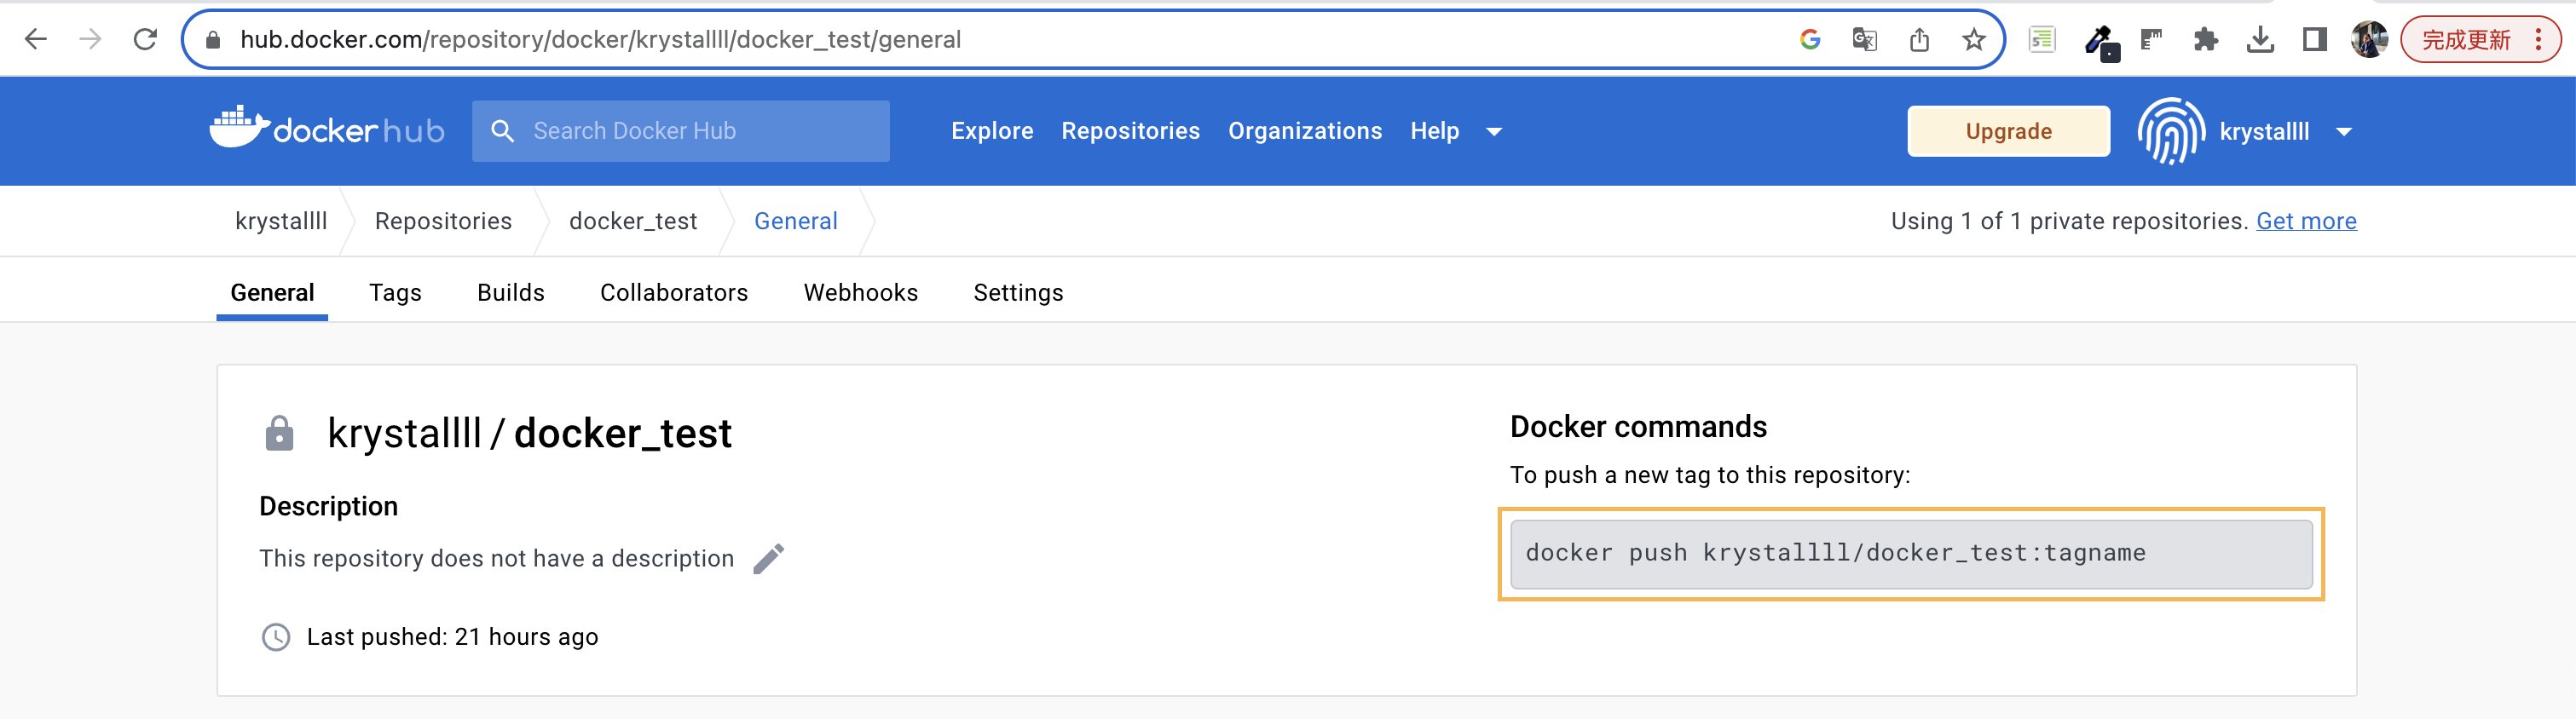 hub.docker.com/repository/docker/krystallll/docker_test/general
完成更新
docker hub
Search Docker Hub
Explore Repositories Organizations Help
Upgrade
krystallll
krystallll Repositories docker_test General
Using 1 of 1 private repositories. Get more
General Tags Builds Collaborators Webhooks Settings
krystallll / docker_test
Description
This repository does not have a description
Last pushed: 21 hours ago
Docker commands
To push a new tag to this repository:
docker push krystallll/docker_test:tagname